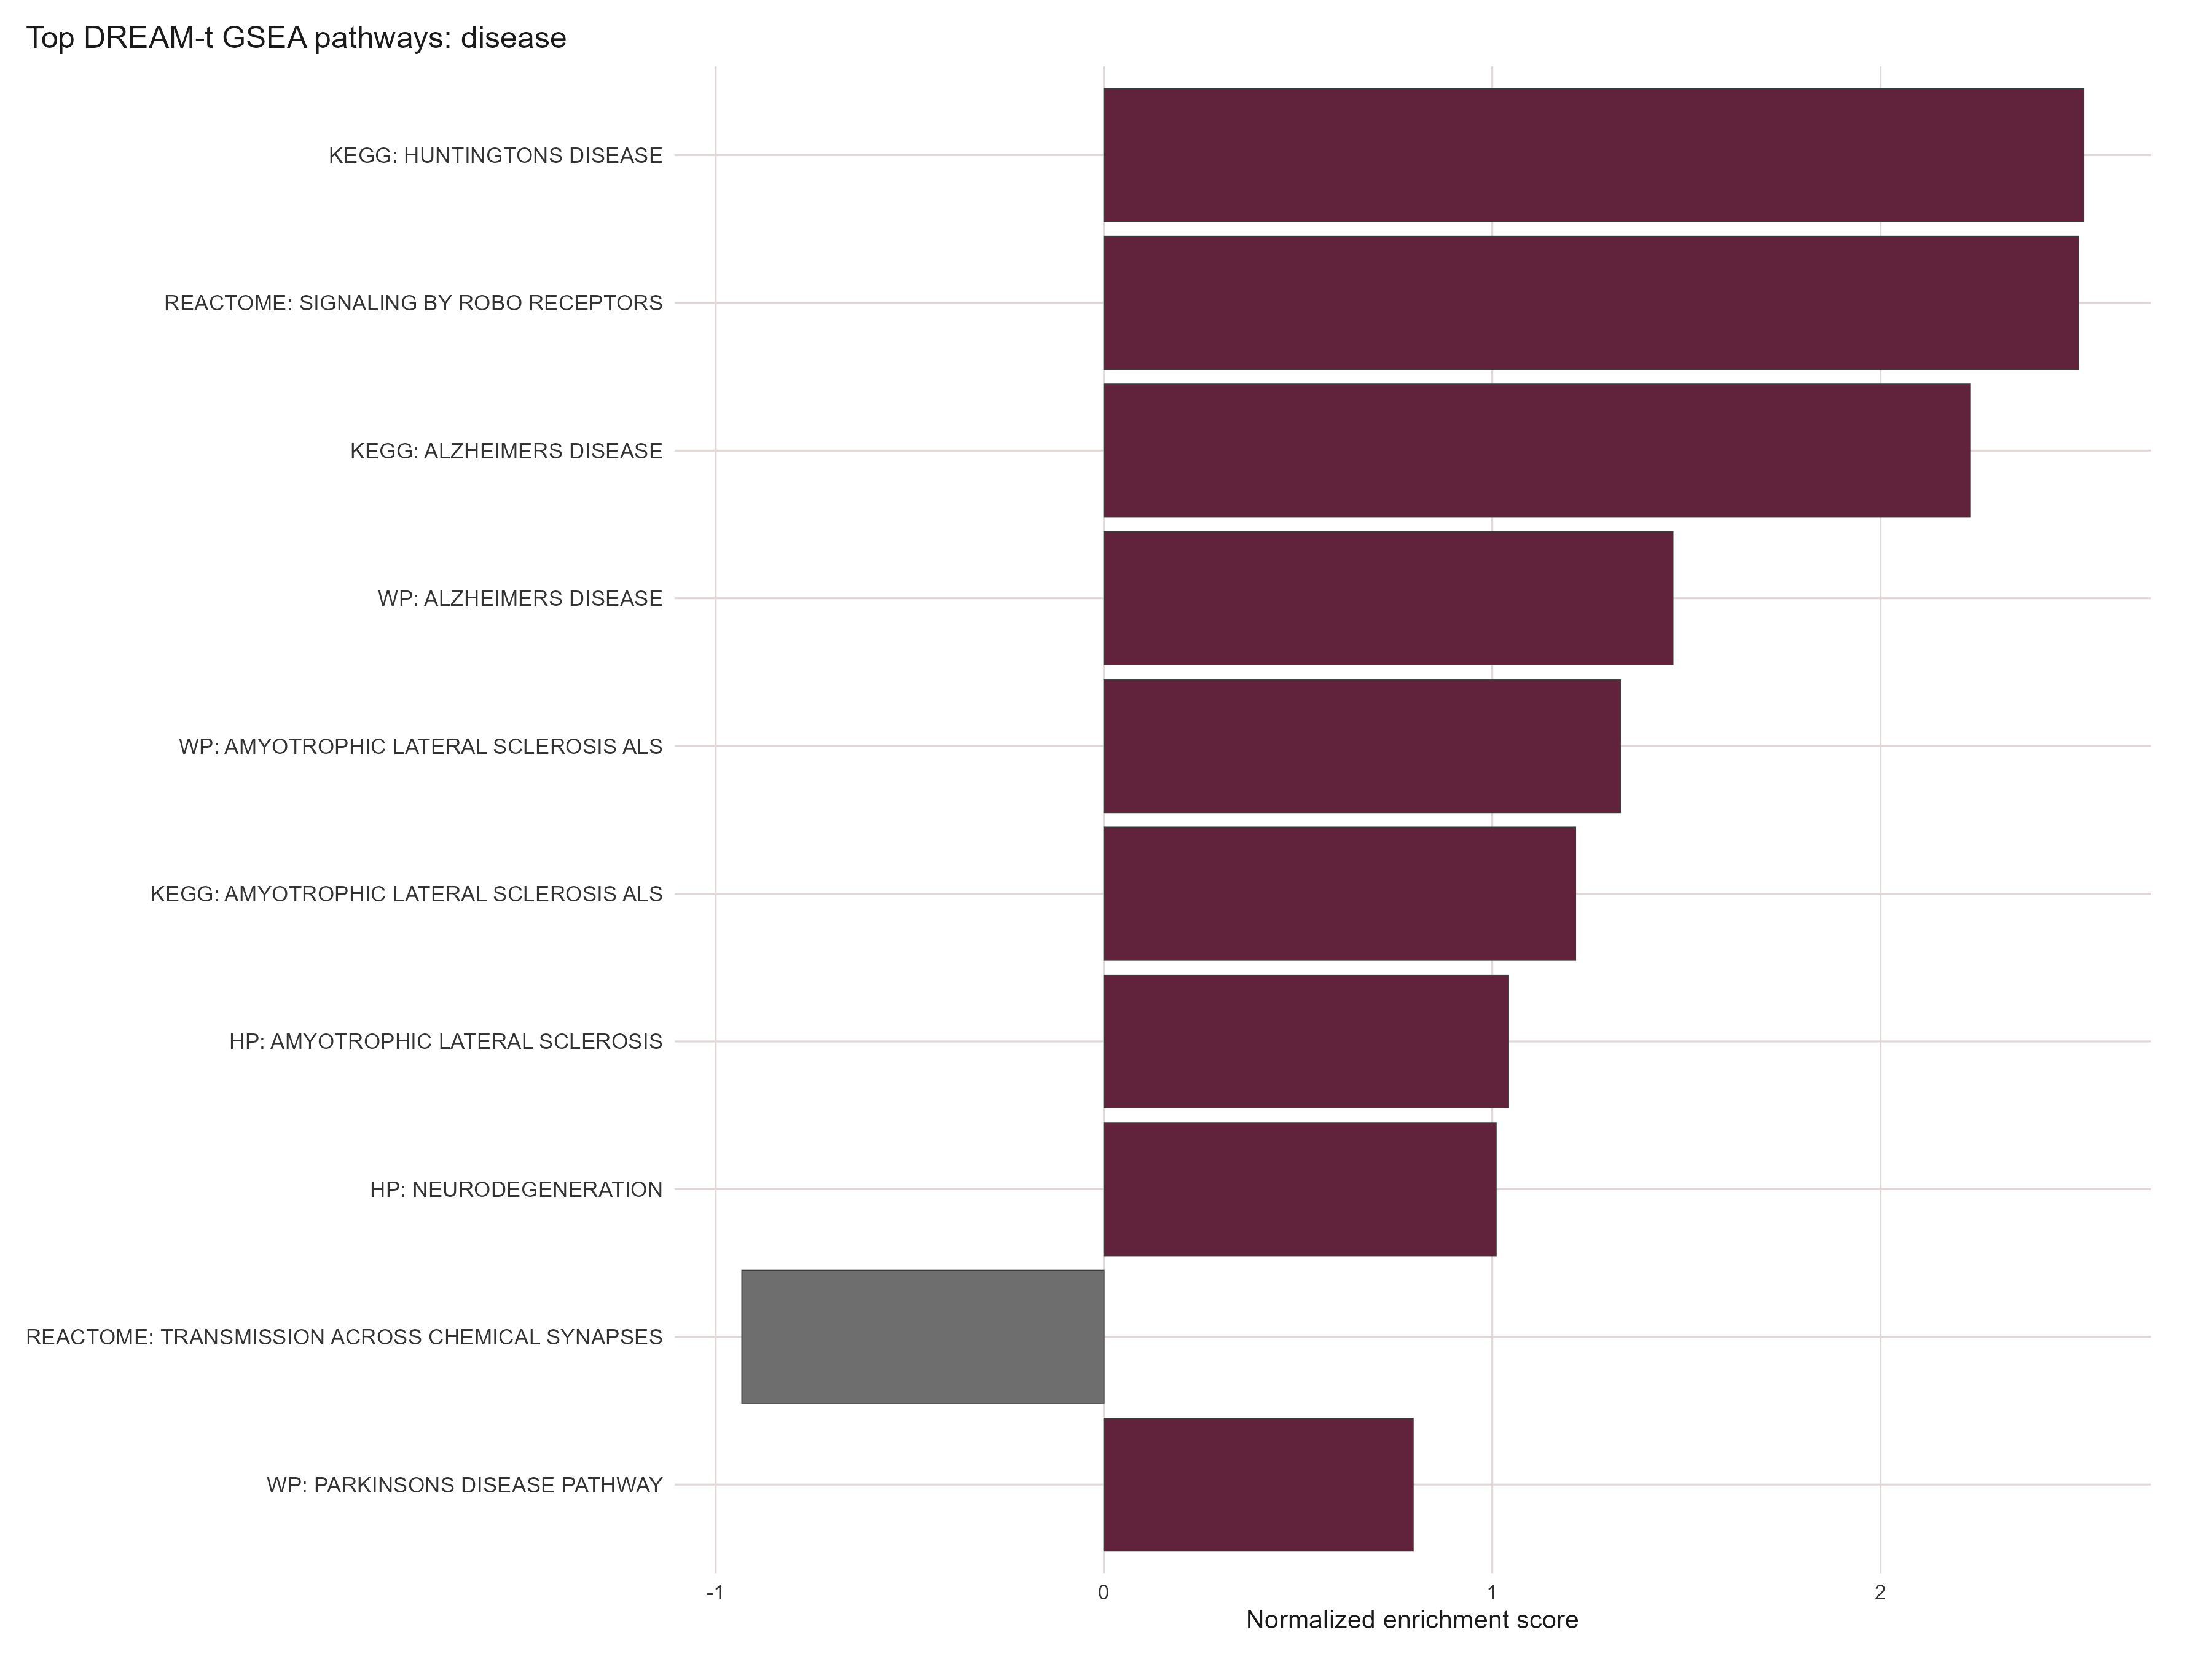 Top DREAM-t GSEA pathways: disease
KEGG: HUNTINGTONS DISEASE
REACTOME: SIGNALING BY ROBO RECEPTORS
KEGG: ALZHEIMERS DISEASE
WP: ALZHEIMERS DISEASE
WP: AMYOTROPHIC LATERAL SCLEROSIS ALS
KEGG: AMYOTROPHIC LATERAL SCLEROSIS ALS
HP: AMYOTROPHIC LATERAL SCLEROSIS
HP: NEURODEGENERATION
REACTOME: TRANSMISSION ACROSS CHEMICAL SYNAPSES
WP: PARKINSONS DISEASE PATHWAY
-1 0 1 2
Normalized enrichment score